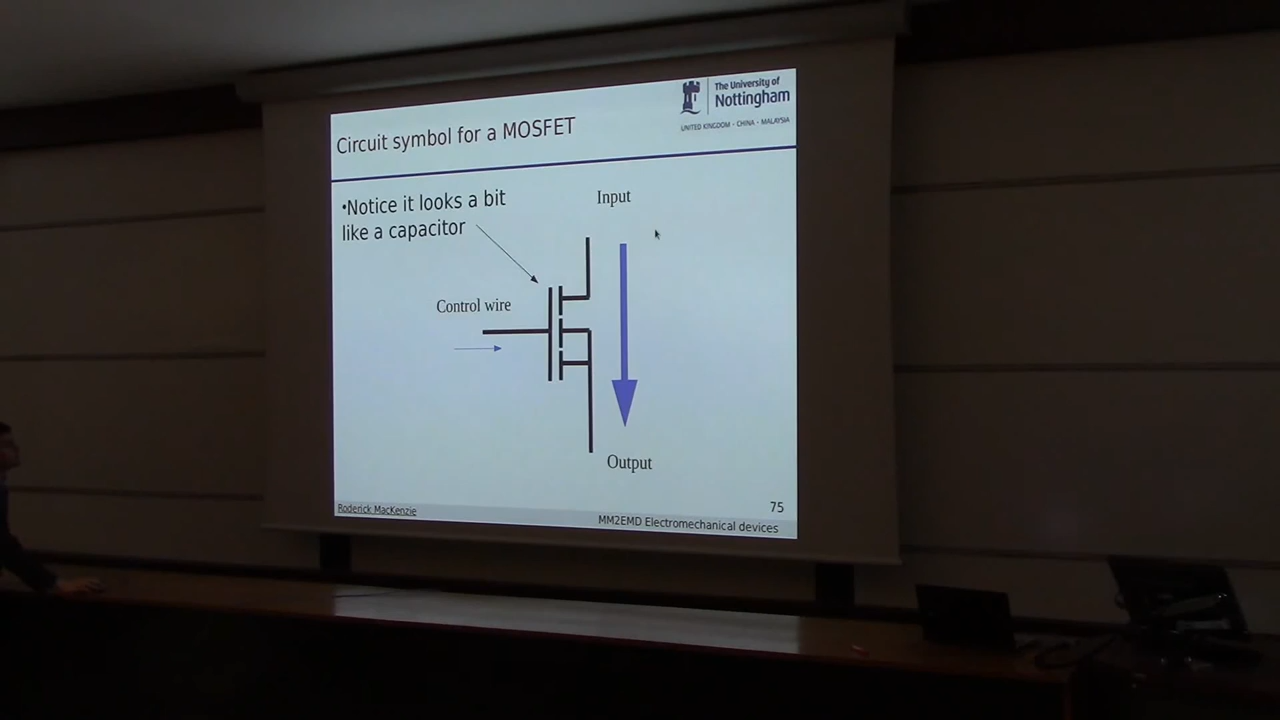 The University of
Nottingham
UNITED KINGDOM · CHINA · MALAYSIA
Circuit symbol for a MOSFET
•Notice it looks a bit
like a capacitor
Input
Control wire
Output
75
Roderick MacKenzie
MM2EMD Electromechanical devices